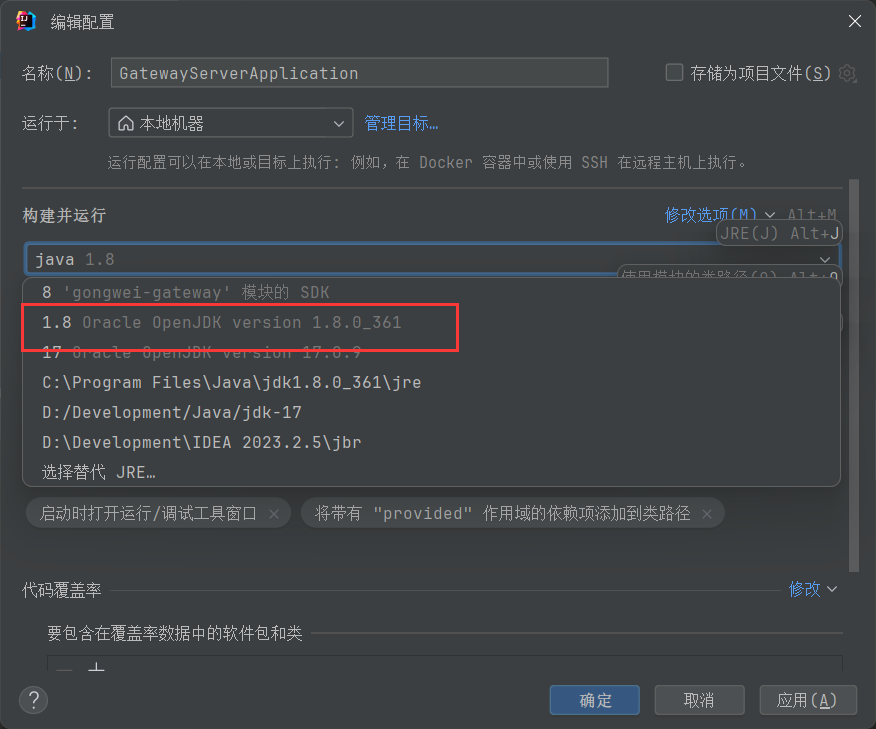 编辑配置
名称(N): GatewayServerApplication 存储为项目文件(S)
运行于: 本地机器 管理目标…
运行配置可以在本地或目标上执行: 例如，在 Docker 容器中或使用 SSH 在远程主机上执行。
构建并运行 修改选项(M) Alt+M
JRE(J) Alt+J
java 1.8
使用模块的类路径(O) Alt+O
8 'gongwei-gateway' 模块的 SDK
1.8 Oracle OpenJDK version 1.8.0_361
17 Oracle OpenJDK version 17.0.9
C:\Program Files\Java\jdk1.8.0_361\jre
D:/Development/Java/jdk-17
D:\Development\IDEA 2023.2.5\jbr
选择替代 JRE…
启动时打开运行/调试工具窗口 × 将带有 "provided" 作用域的依赖项添加到类路径 ×
代码覆盖率 修改
要包含在覆盖率数据中的软件包和类
? 确定 取消 应用(A)